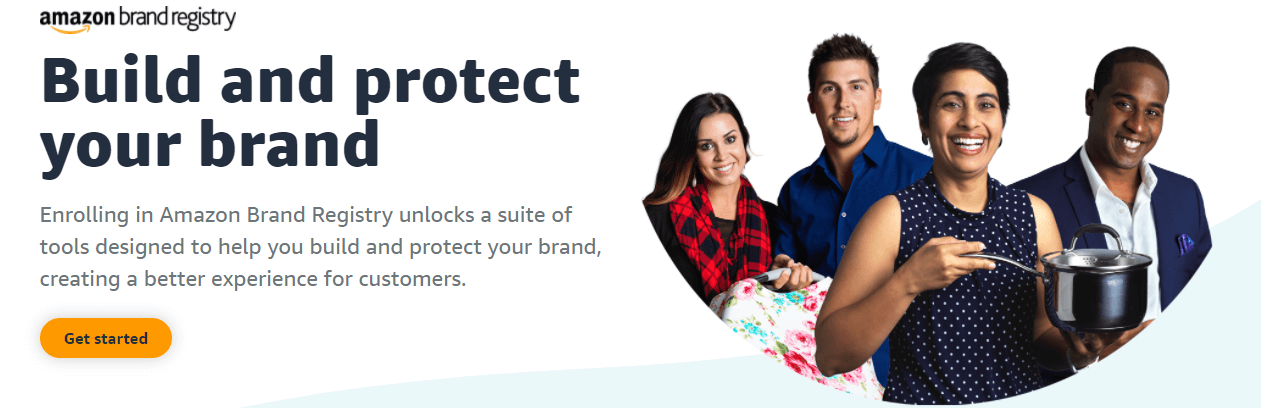 amazon brand registry
Build and protect
your brand
Enrolling in Amazon Brand Registry unlocks a suite of
tools designed to help you build and protect your brand,
creating a better experience for customers.
Get started